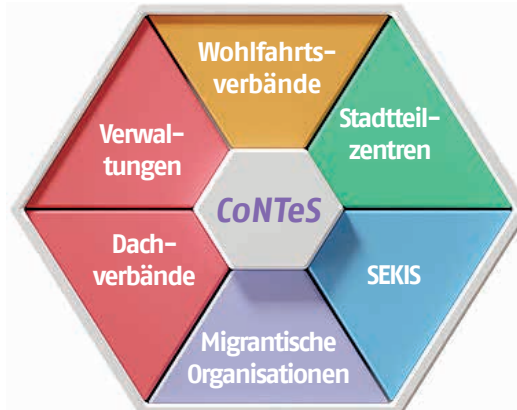 Wohlfahrts-
verbände
Stadtteil-
zentren
Verwal-
tungen
CoNTeS
Dach-
verbände
SEKIS
Migrantische
Organisationen